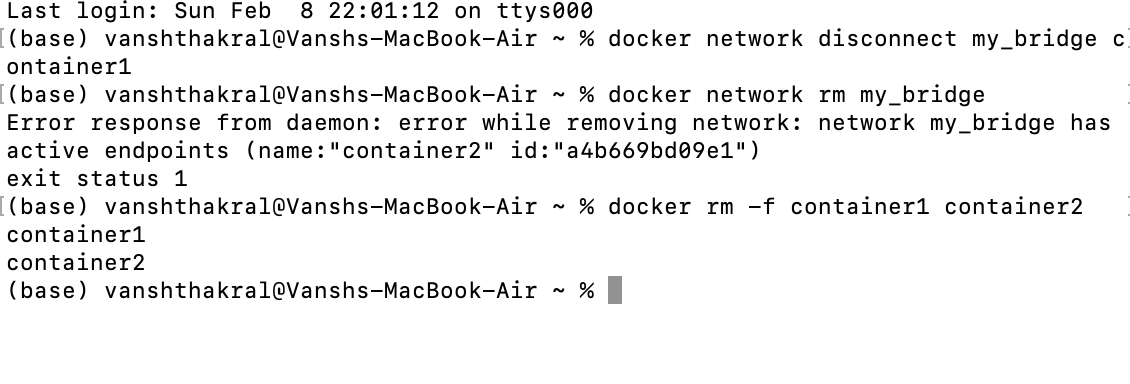 Last login: Sun Feb  8 22:01:12 on ttys000
[(base) vanshthakral@Vanshs-MacBook-Air ~ % docker network disconnect my_bridge c]
ontainer1
[(base) vanshthakral@Vanshs-MacBook-Air ~ % docker network rm my_bridge          ]
Error response from daemon: error while removing network: network my_bridge has
active endpoints (name:"container2" id:"a4b669bd09e1")
exit status 1
[(base) vanshthakral@Vanshs-MacBook-Air ~ % docker rm -f container1 container2   ]
container1
container2
(base) vanshthakral@Vanshs-MacBook-Air ~ %